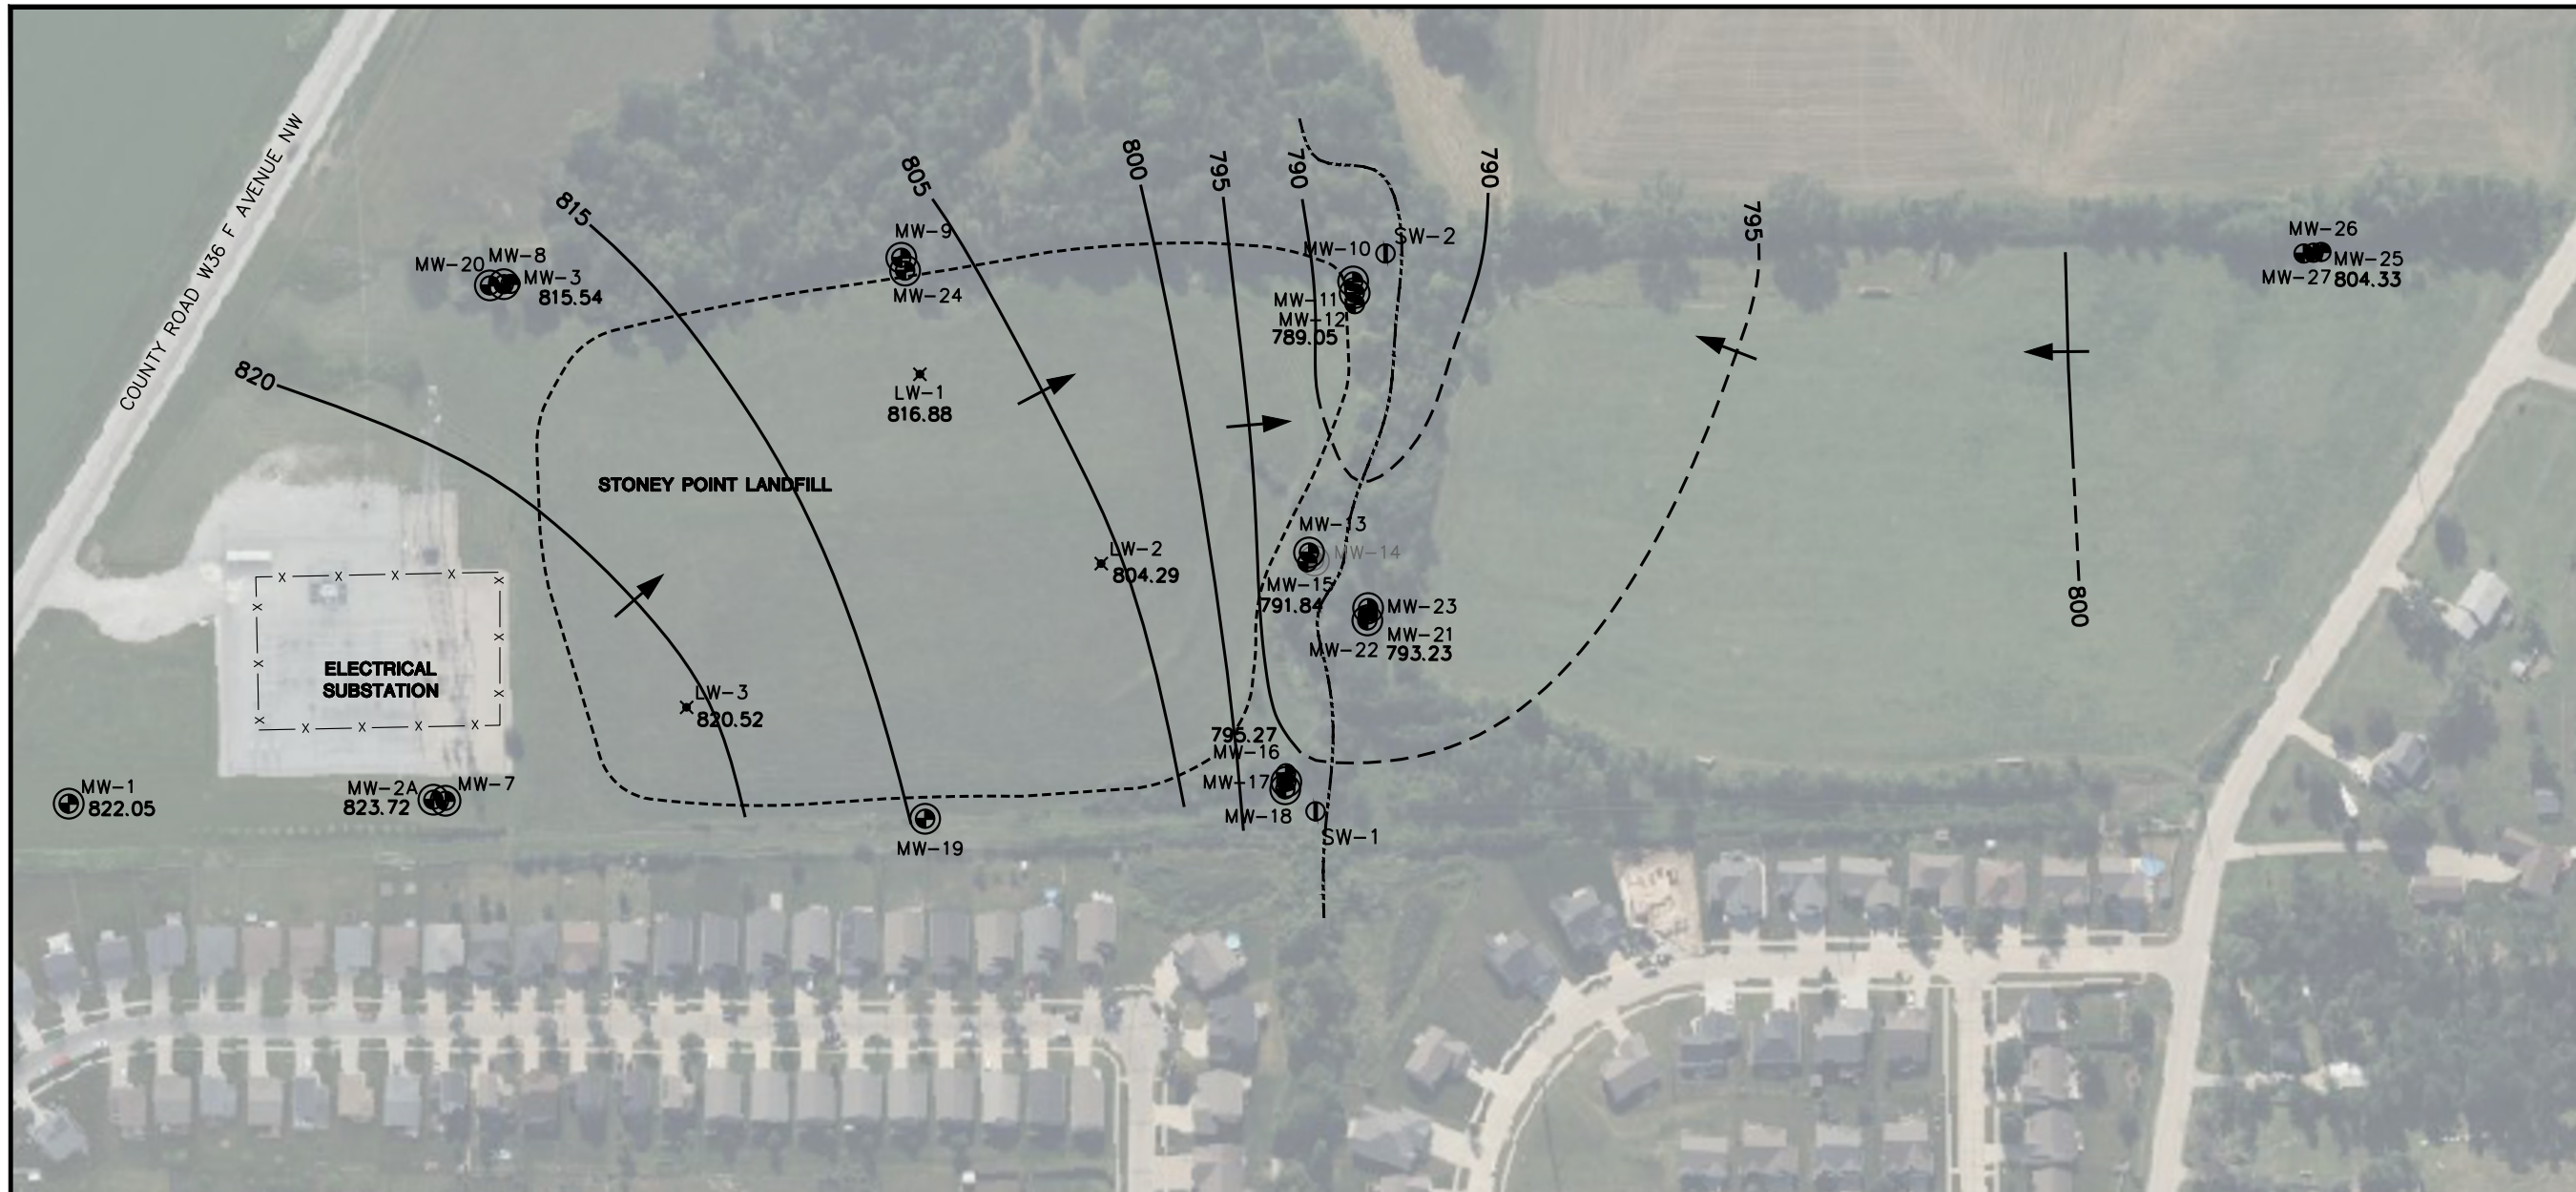 COUNTY ROAD W36 F AVENUE NW
815
805
800
795
790
790
795
MW-26
MW-25
MW-27 804.33
MW-9
MW-24
SW-2
MW-10
MW-20
MW-8
MW-3
815.54
MW-11
MW-12
789.05
820
LW-1
816.88
STONEY POINT LANDFILL
MW-13
MW-14
LW-2
804.29
MW-15
791.84
MW-23
MW-21
MW-22 793.23
800
ELECTRICAL
SUBSTATION
LW-3
820.52
795.27
MW-16
MW-17
MW-18
SW-1
MW-1
822.05
MW-2A
823.72
MW-7
MW-19
X X X X X
X X
X X
X X X X X